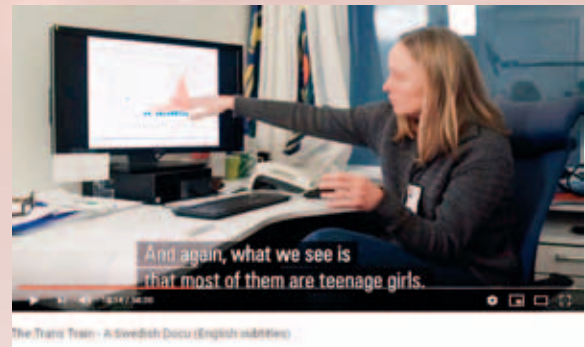 And again, what we see is
that most of them are teenage girls.
The Trans Train - A Swedish Docu (English subtitles)